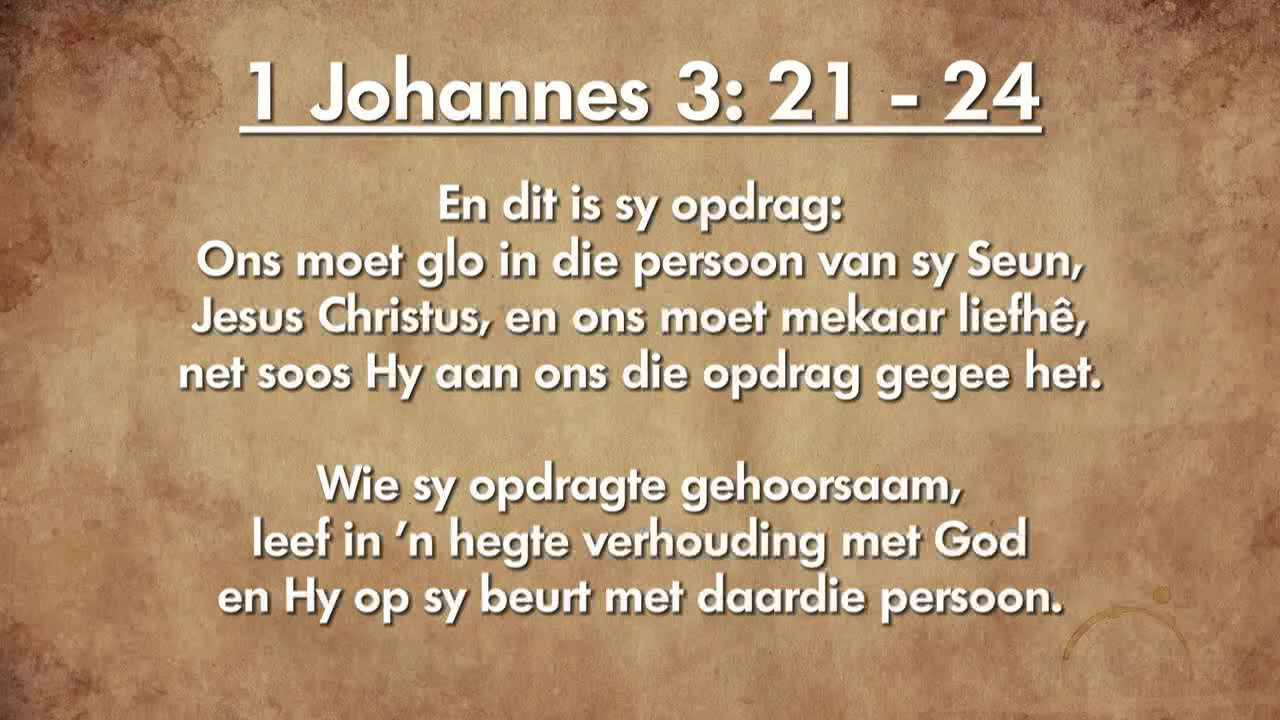 1 Johannes 3: 21 - 24
En dit is sy opdrag:
Ons moet glo in die persoon van sy Seun,
Jesus Christus, en ons moet mekaar liefhê,
net soos Hy aan ons die opdrag gegee het.
Wie sy opdragte gehoorsaam,
leef in ’n hegte verhouding met God
en Hy op sy beurt met daardie persoon.